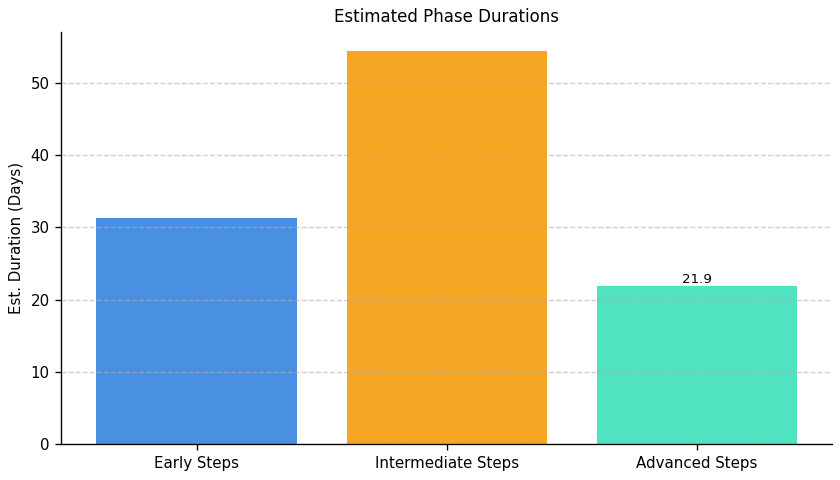 Estimated Phase Durations
Est. Duration (Days)
50
40
30
20
10
0
21.9
Early Steps
Intermediate Steps
Advanced Steps